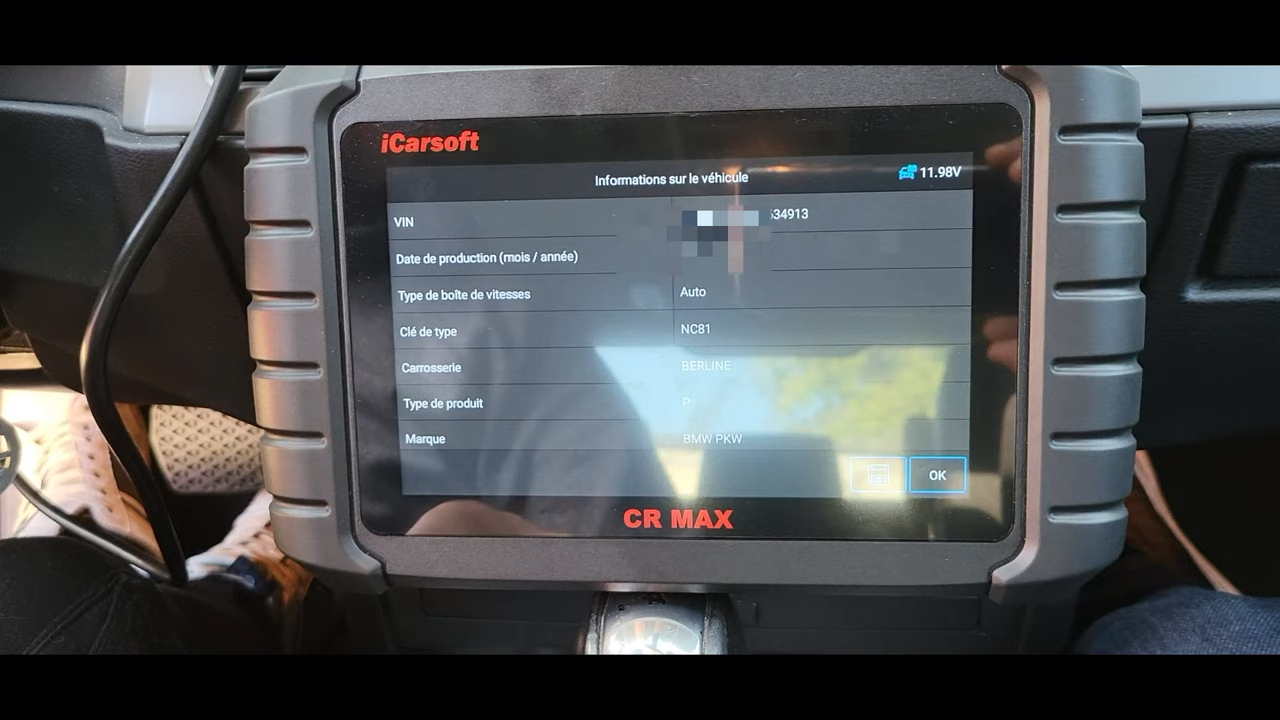 iCarsoft
Informations sur le véhicule
11.98V
VIN
34913
Date de production (mois / année)
Type de boîte de vitesses
Auto
Clé de type
NC81
Carrosserie
BERLINE
Type de produit
P
Marque
BMW PKW
OK
CR MAX